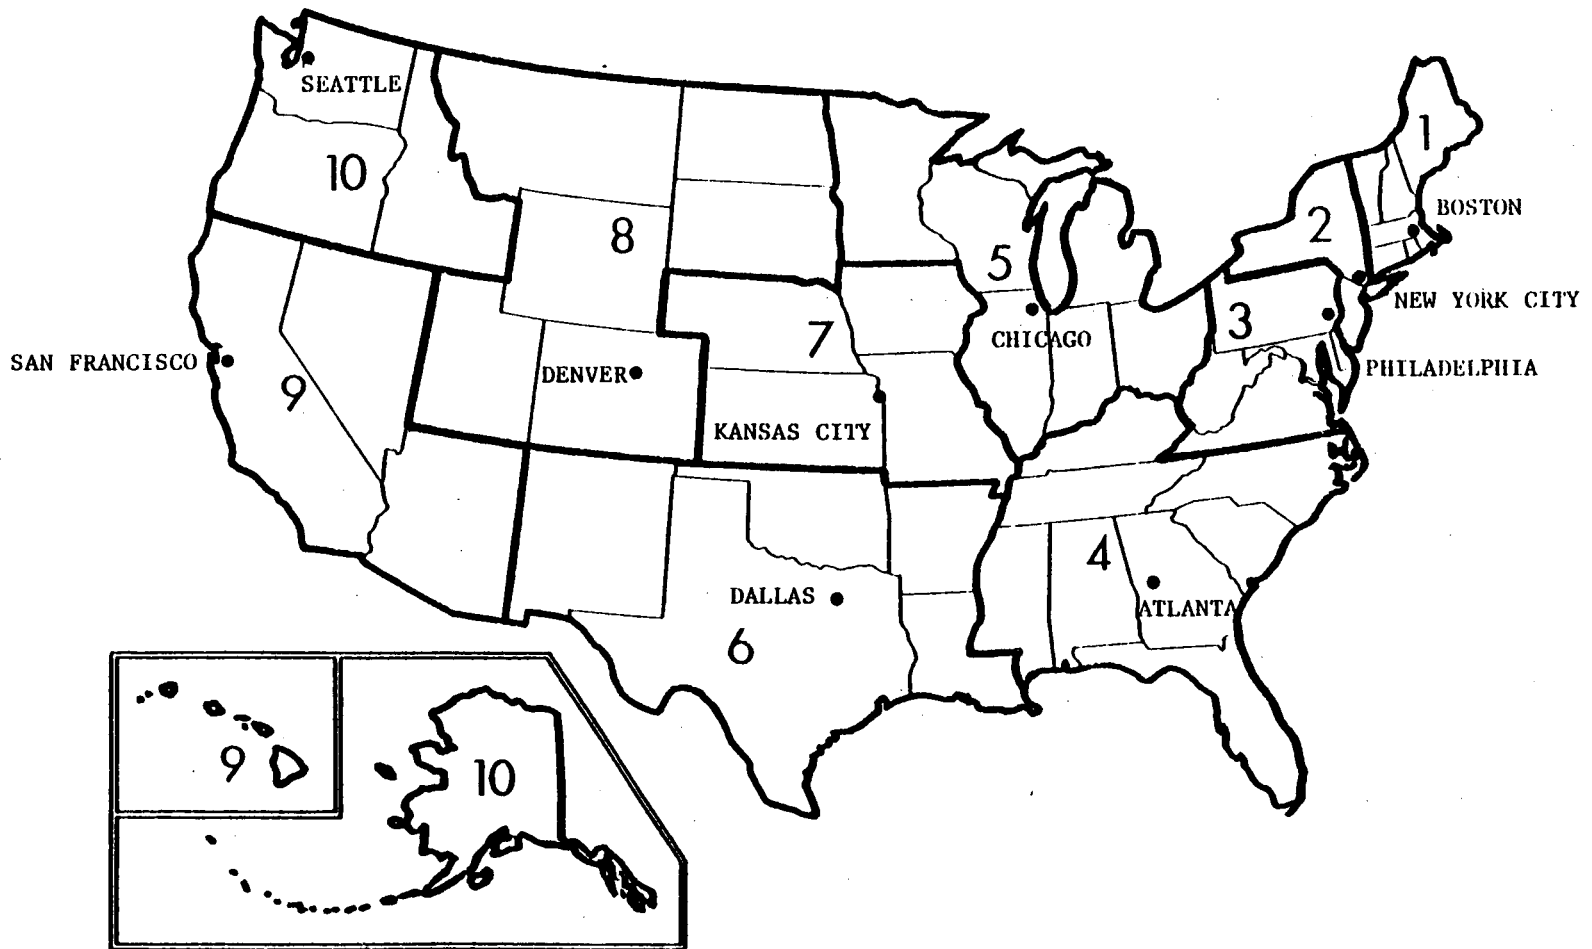 SEATTLE
10
1
BOSTON
2
8
5
NEW YORK CITY
3
7
CHICAGO
SAN FRANCISCO
PHILADELPHIA
DENVER
9
KANSAS CITY
4
DALLAS
ATLANTA
6
9
10